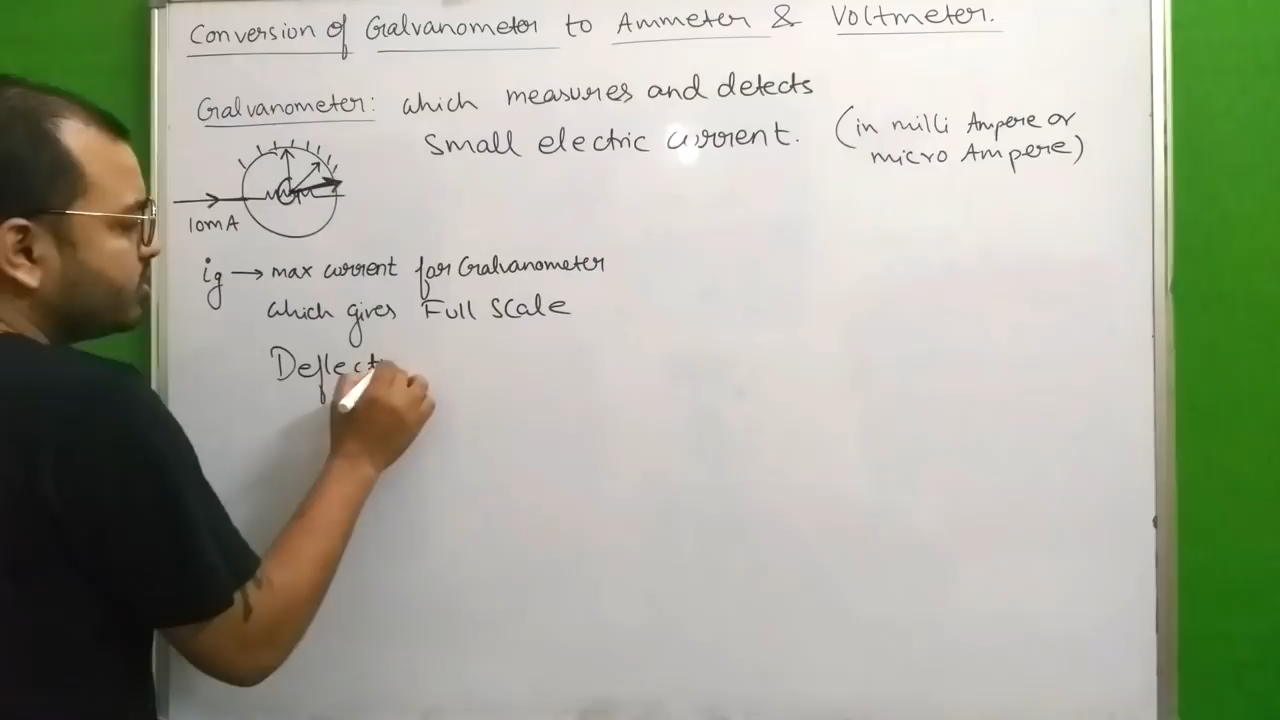 Conversion of Galvanometer to Ammeter & Voltmeter.
Galvanometer: which measures and detects
Small electric current. (in milli Ampere or
micro Ampere)
10mA
ig → max current for Galvanometer
which gives Full Scale
Deflect